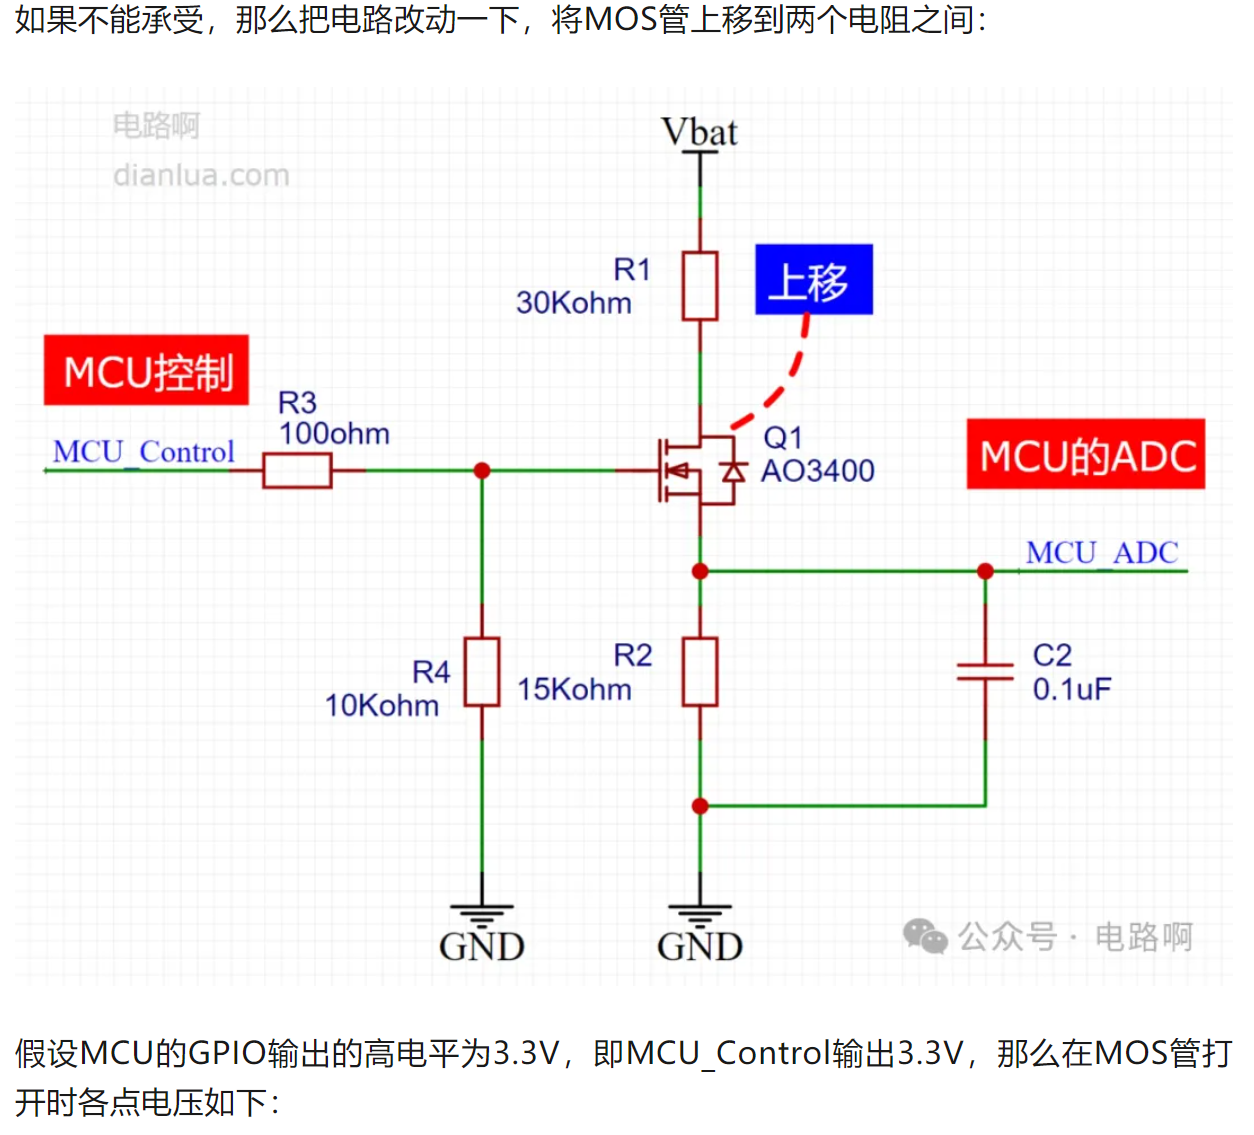 如果不能承受，那么把电路改动一下，将MOS管上移到两个电阻之间：
电路啊
dianlua.com
Vbat
R1
30Kohm
上移
MCU控制
R3
100ohm
MCU_Control
Q1
AO3400
MCU的ADC
MCU_ADC
R4
10Kohm
R2
15Kohm
C2
0.1uF
GND
GND
公众号 · 电路啊
假设MCU的GPIO输出的高电平为3.3V，即MCU_Control输出3.3V，那么在MOS管打
开时各点电压如下：